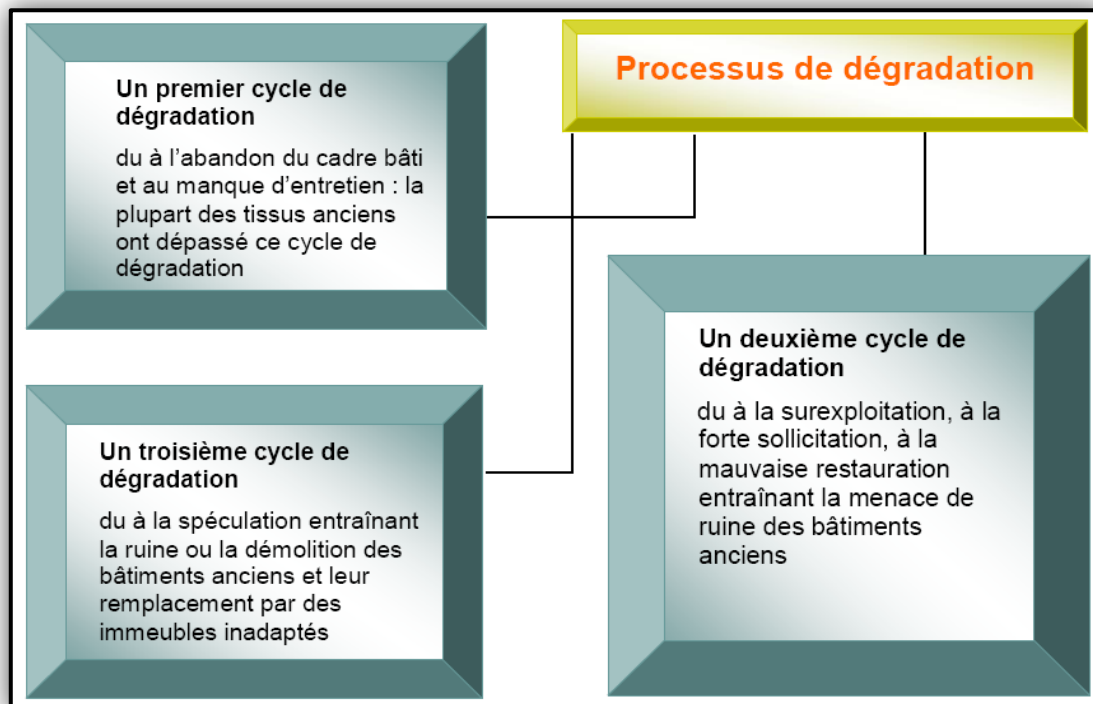 Processus de dégradation
Un premier cycle de
dégradation
du à l’abandon du cadre bâti
et au manque d’entretien : la
plupart des tissus anciens
ont dépassé ce cycle de
dégradation
Un deuxième cycle de
dégradation
du à la surexploitation, à la
forte sollicitation, à la
mauvaise restauration
entraînant la menace de
ruine des bâtiments
anciens
Un troisième cycle de
dégradation
du à la spéculation entraînant
la ruine ou la démolition des
bâtiments anciens et leur
remplacement par des
immeubles inadaptés